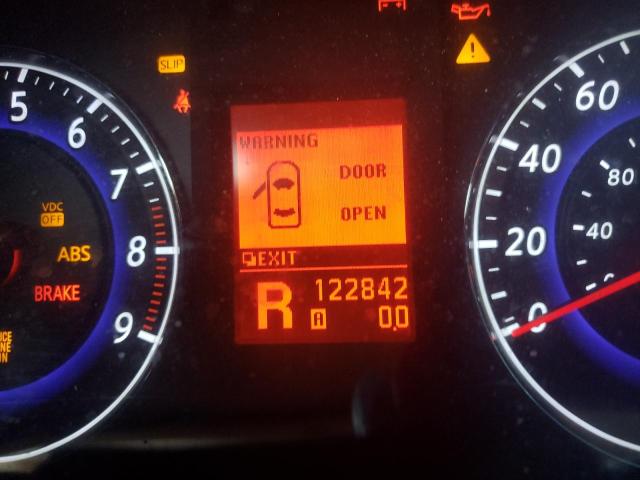 SLIP
5
6
7
8
9
VDC
OFF
ABS
BRAKE
WARNING
DOOR
OPEN
EXIT
R
122842
A
0.0
60
40
20
0
80
40